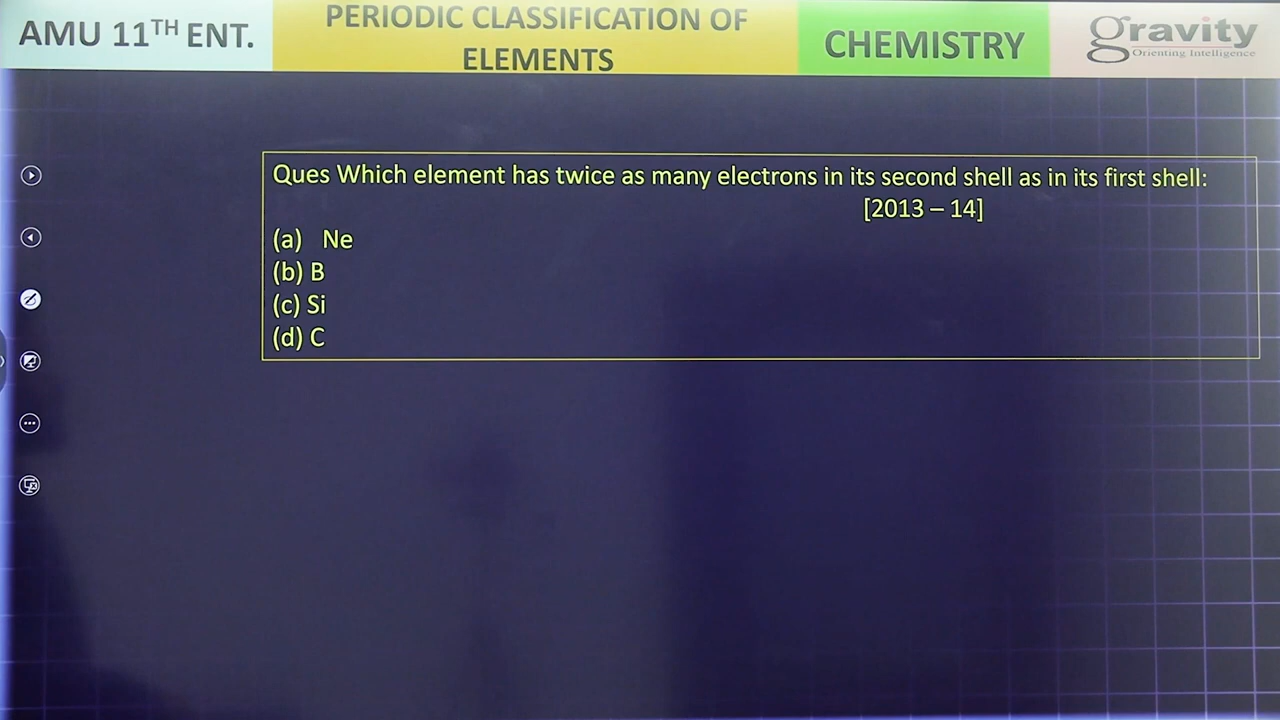 AMU 11TH ENT.
PERIODIC CLASSIFICATION OF
ELEMENTS
CHEMISTRY
gravity
Orienting Intelligence
Ques Which element has twice as many electrons in its second shell as in its first shell:
[2013 – 14]
(a) Ne
(b) B
(c) Si
(d) C